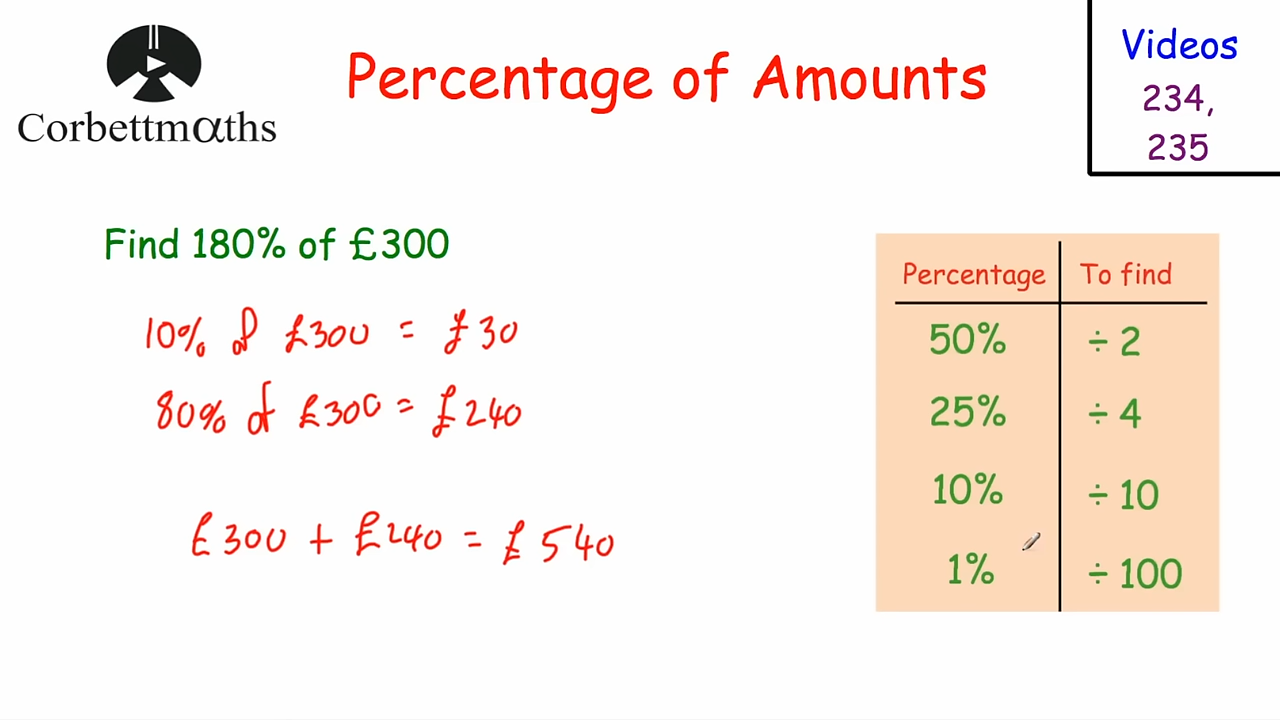 Corbettmαths
Percentage of Amounts
Videos
234,
235
Find 180% of £300
10% of £300 = £30
80% of £300 = £240
£300 + £240 = £540
Percentage To find
50% ÷ 2
25% ÷ 4
10% ÷ 10
1% ÷ 100